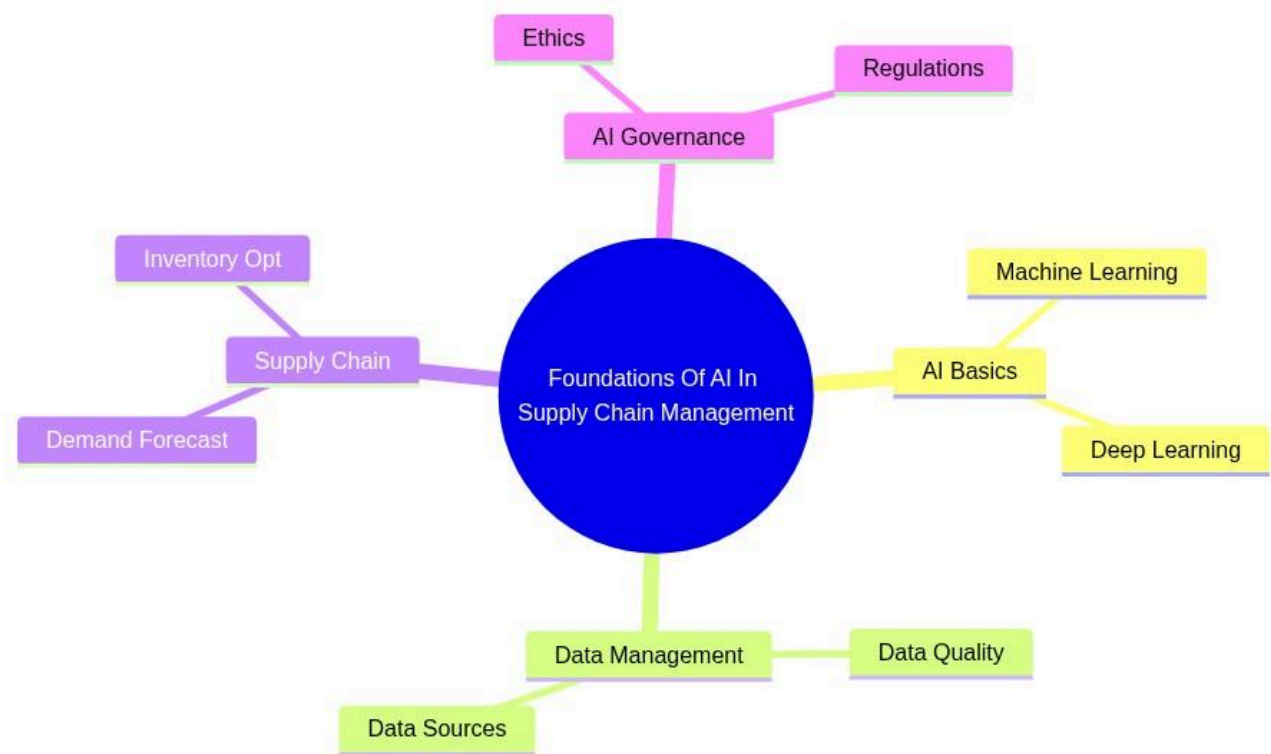 Ethics
Regulations
AI Governance
Inventory Opt
Machine Learning
Supply Chain
AI Basics
Foundations Of AI In
Supply Chain Management
Demand Forecast
Deep Learning
Data Management
Data Quality
Data Sources